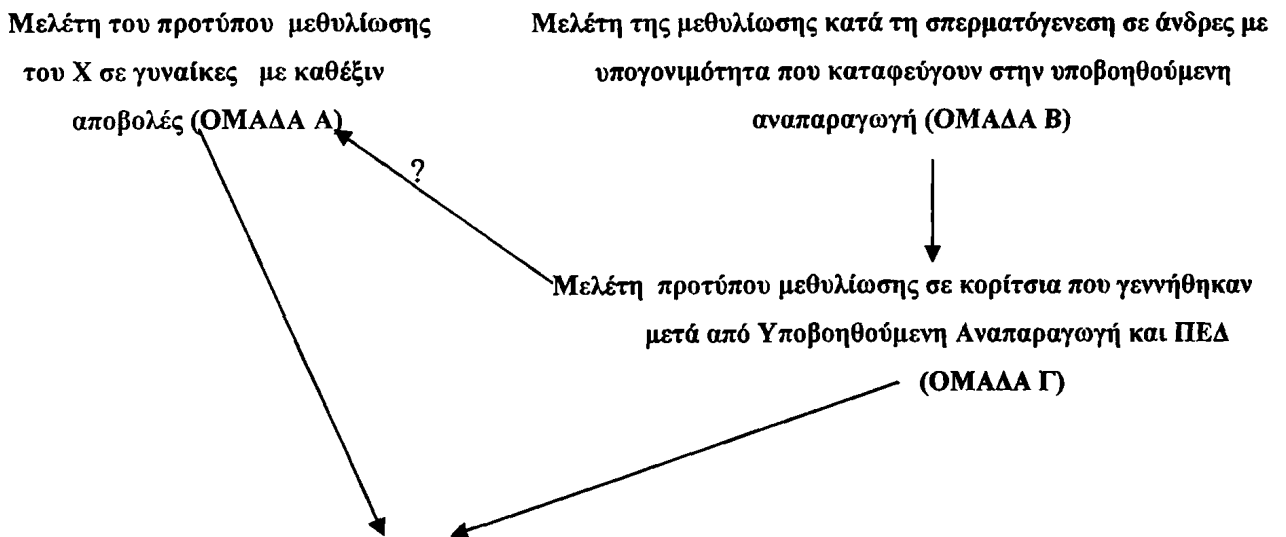 Μελέτη του προτύπου μεθυλίωσης
του Χ σε γυναίκες με καθέξιν
αποβολές (ΟΜΑΔΑ Α)
Μελέτη της μεθυλίωσης κατά τη σπερματόγενεση σε άνδρες με
υπογονιμότητα που καταφεύγουν στην υποβοηθούμενη
αναπαραγωγή (ΟΜΑΔΑ Β)
?
Μελέτη προτύπου μεθυλίωσης σε κορίτσια που γεννήθηκαν
μετά από Υποβοηθούμενη Αναπαραγωγή και ΠΕΔ
(ΟΜΑΔΑ Γ)